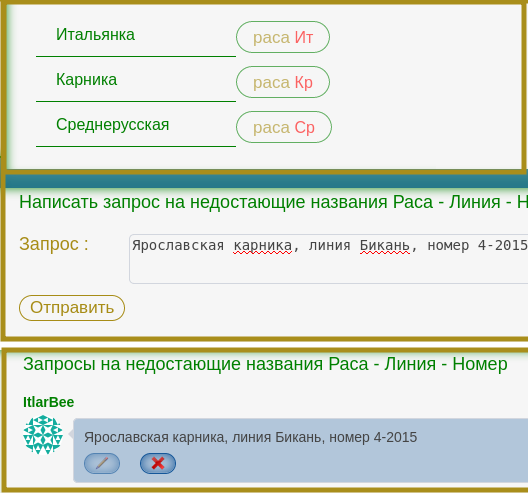 Итальянка раса Ит
Карника раса Кр
Среднерусская раса Ср
Написать запрос на недостающие названия Раса - Линия - Н
Запрос : Ярославская карника, линия Бикань, номер 4-2015
Отправить
Запросы на недостающие названия Раса - Линия - Номер
ItlarBee
Ярославская карника, линия Бикань, номер 4-2015